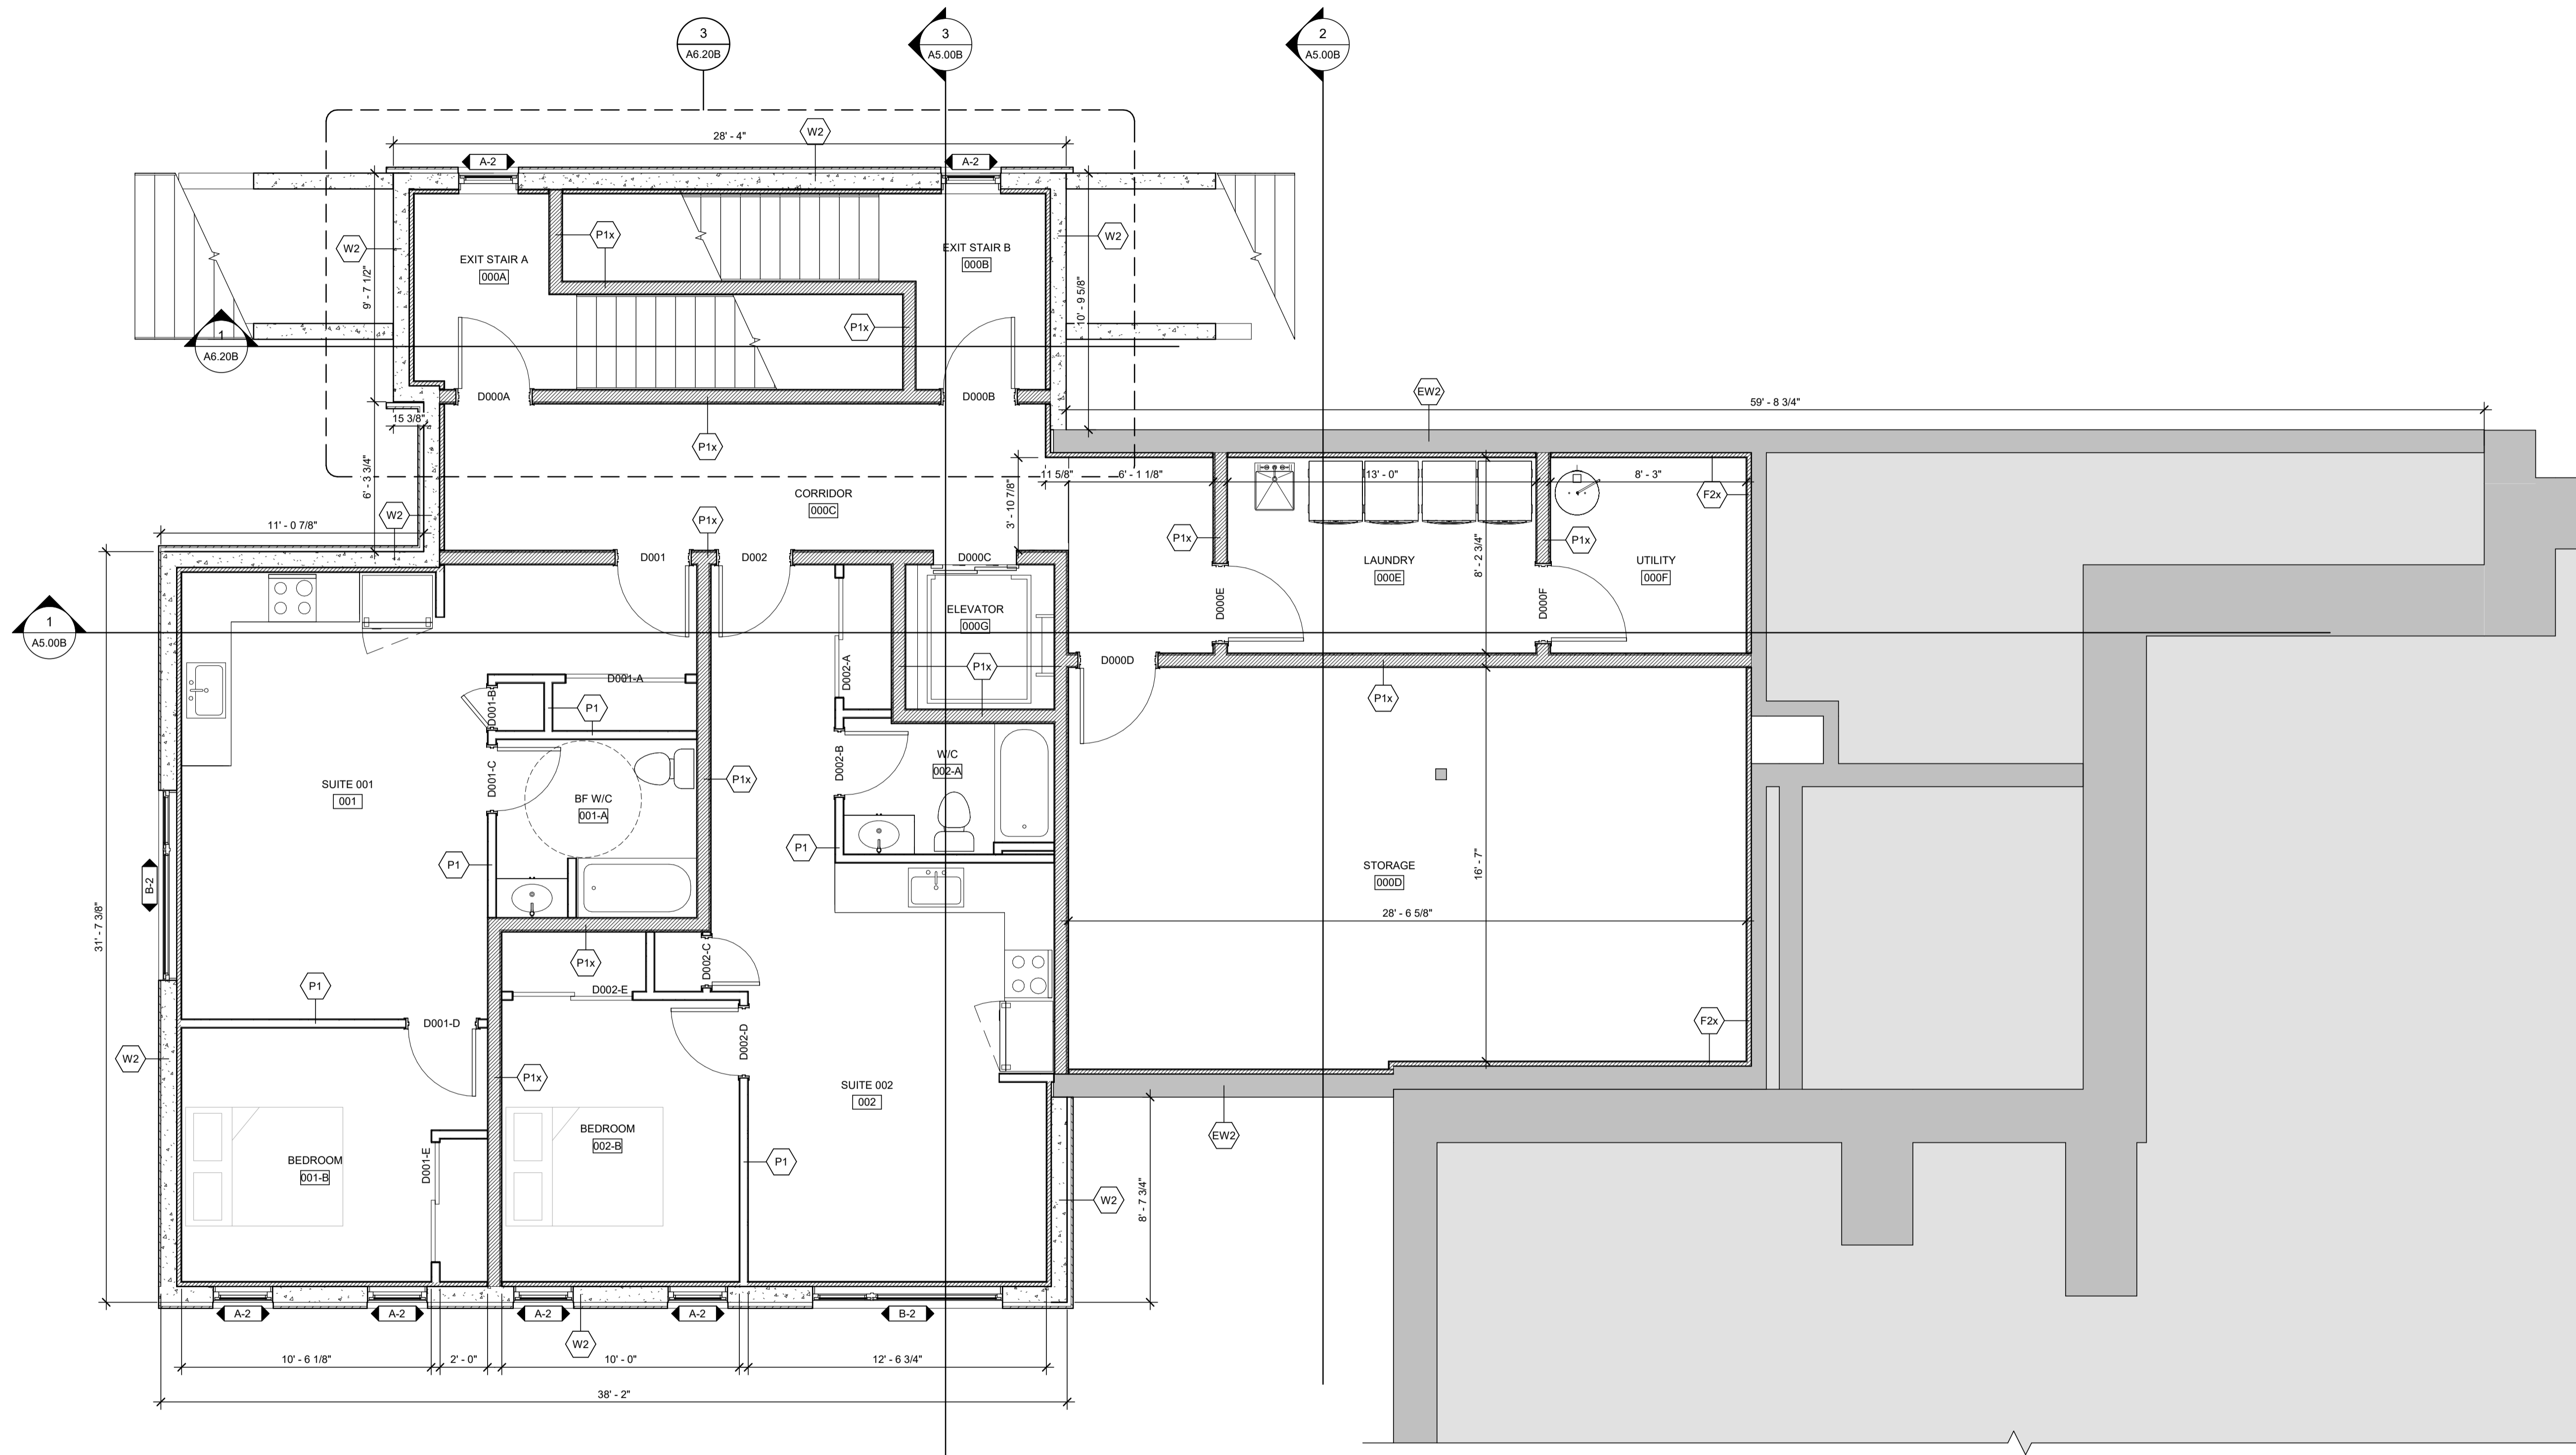 3
A6.20B
3
A5.00B
2
A5.00B
28' - 4"
W2
A-2
A-2
W2
P1x
W2
EXIT STAIR A
000A
EXIT STAIR B
000B
9' - 7 1/2"
10' - 9 5/8"
1
A6.20B
P1x
D000A
D000B
EW2
59' - 8 3/4"
15 3/8"
P1x
6' - 3 3/4"
11 5/8"
6' - 1 1/8"
13' - 0"
8' - 3"
CORRIDOR
000C
3' - 10 7/8"
F2x
11' - 0 7/8"
W2
P1x
P1x
P1x
D001
D002
D000C
LAUNDRY
000E
8' - 2 3/4"
UTILITY
000F
1
A5.00B
ELEVATOR
000G
D000E
D000F
D002-A
P1x
D000D
D001-A
D001-B
P1
P1x
W/C
002-A
D002-B
D001-C
P1x
SUITE 001
001
BF W/C
001-A
P1
P1
B-2
STORAGE
000D
16' - 7"
28' - 6 5/8"
31' - 7 3/8"
P1x
D002-C
P1
D002-E
D001-D
D002-D
F2x
W2
P1x
SUITE 002
002
BEDROOM
002-B
EW2
BEDROOM
001-B
D001-E
P1
W2
8' - 7 3/4"
A-2
A-2
A-2
A-2
B-2
W2
10' - 6 1/8"
2' - 0"
10' - 0"
12' - 6 3/4"
38' - 2"